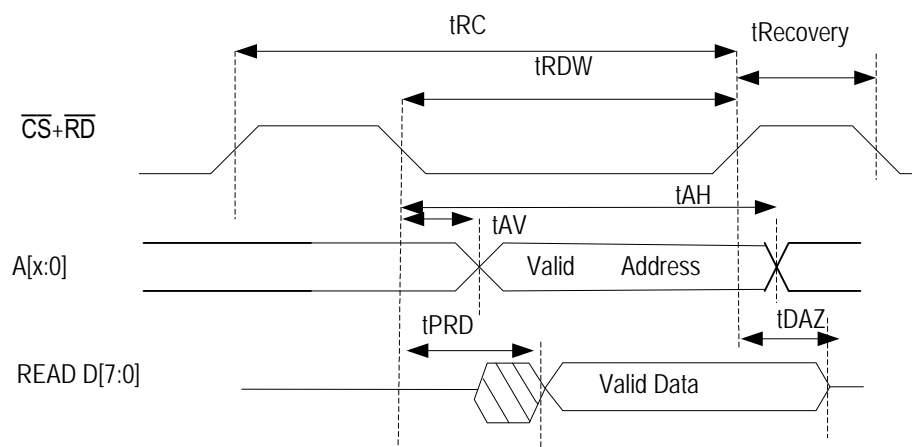 tRC
tRecovery
tRDW
CS+RD
tAH
tAV
A[x:0]
Valid Address
tPRD
tDAZ
READ D[7:0]
Valid Data